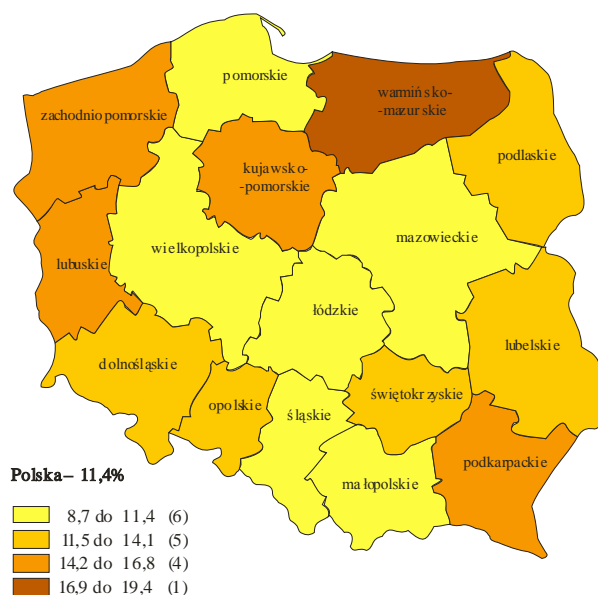 pomorskie
warmińsko-
-mazurskie
zachodniopomorskie
podlaskie
kujawsko-
-pomorskie
mazowieckie
wielkopolskie
lubuskie
łódzkie
lubelskie
dolnośląskie
świętokrzyskie
opolskie
śląskie
podkarpackie
małopolskie
Polska– 11,4%
8,7 do 11,4 (6)
11,5 do 14,1 (5)
14,2 do 16,8 (4)
16,9 do 19,4 (1)